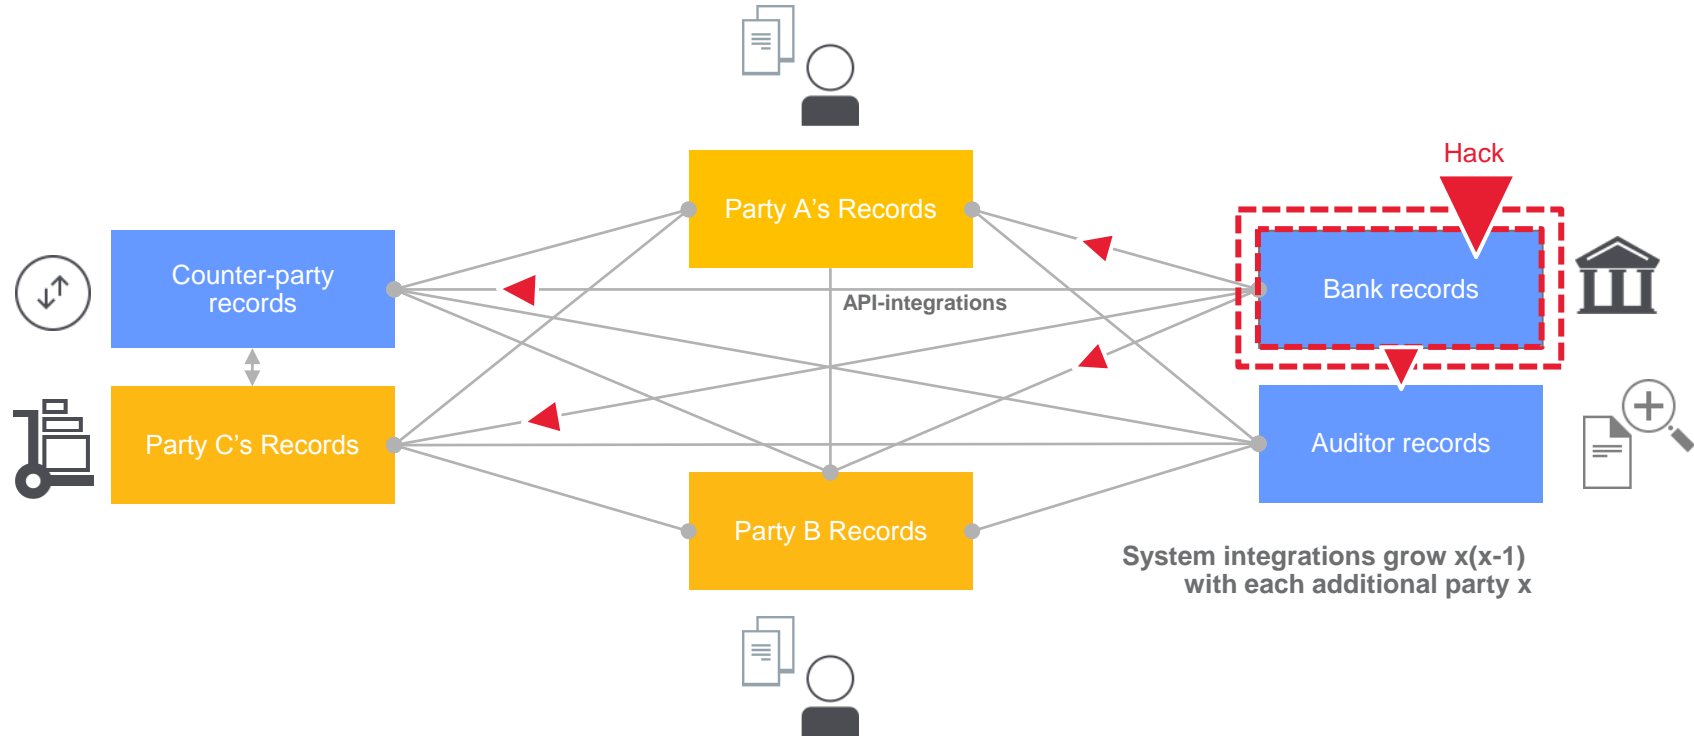 Hack
Party A's Records
Counter-party
records
Bank records
API-integrations
Party C's Records
Auditor records
Party B Records
System integrations grow x(x-1)
with each additional party x